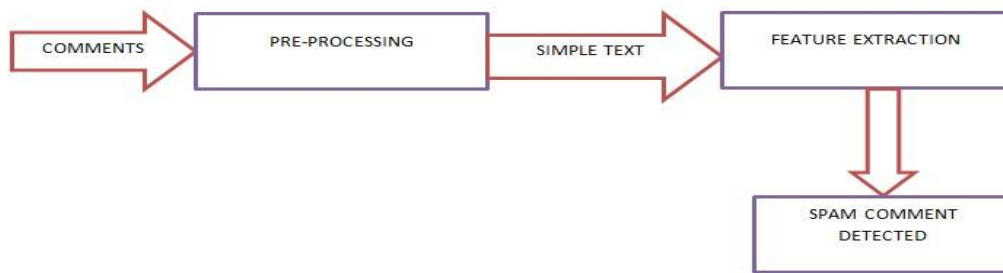 COMMENTS
PRE-PROCESSING
SIMPLE TEXT
FEATURE EXTRACTION
SPAM COMMENT
DETECTED